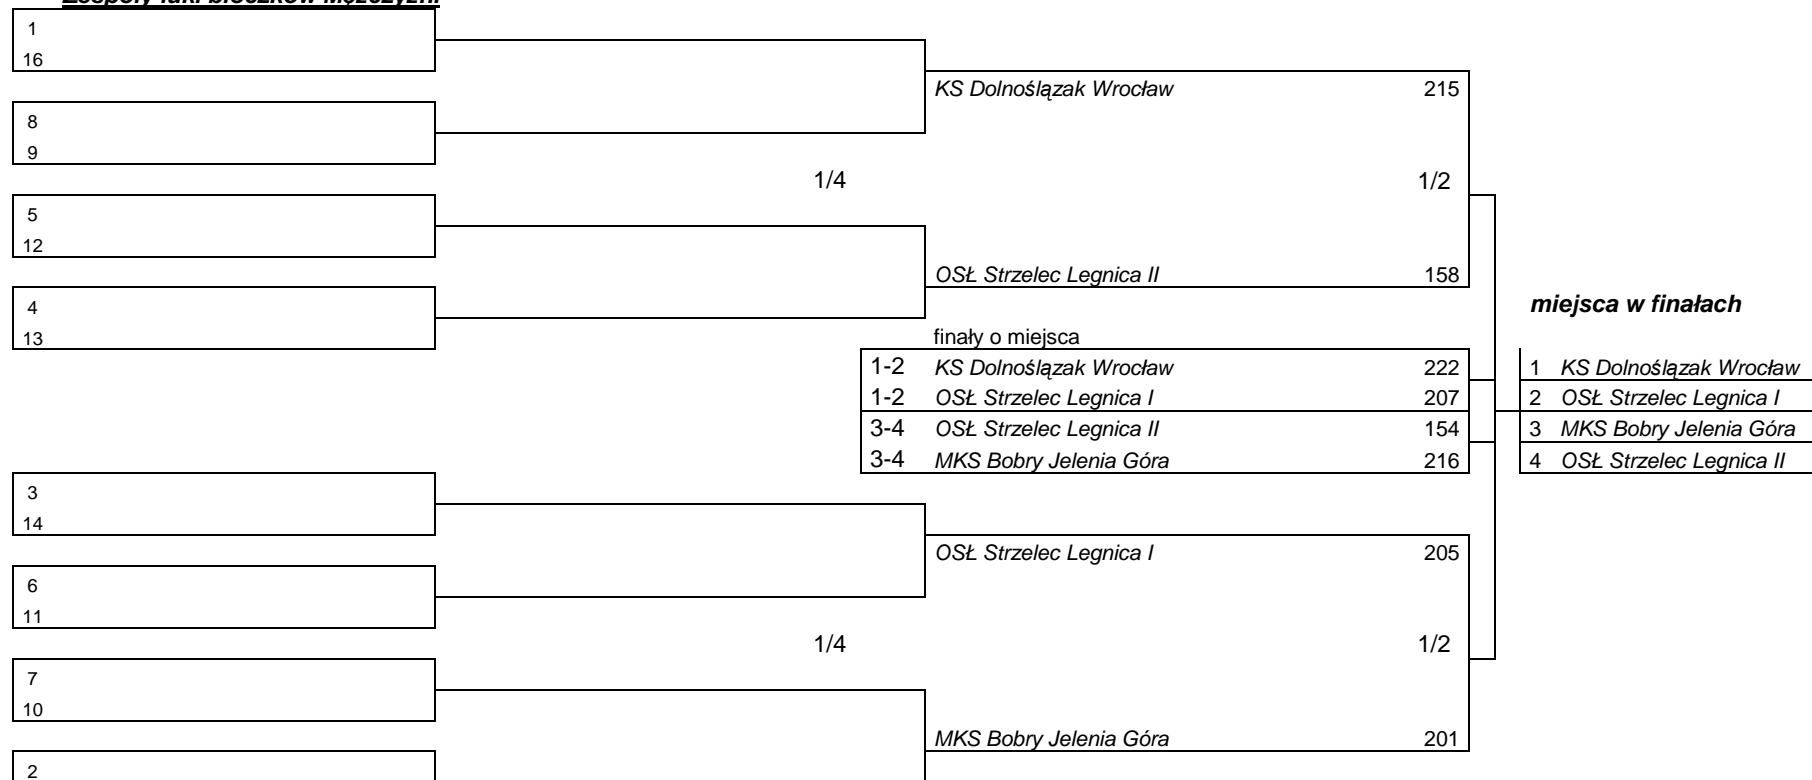 1
16
KS Dolnoślązak Wrocław 215
8
9
1/4 1/2
5
12
OSŁ Strzelec Legnica II 158
4
miejsca w finałach
13
finały o miejsca
1-2 KS Dolnoślązak Wrocław 222 1 KS Dolnoślązak Wrocław
1-2 OSŁ Strzelec Legnica I 207 2 OSŁ Strzelec Legnica I
3-4 OSŁ Strzelec Legnica II 154 3 MKS Bobry Jelenia Góra
3-4 MKS Bobry Jelenia Góra 216 4 OSŁ Strzelec Legnica II
3
14
OSŁ Strzelec Legnica I 205
6
11
1/4 1/2
7
10
MKS Bobry Jelenia Góra 201
2